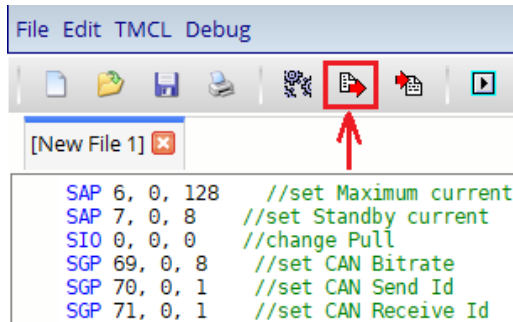 File Edit TMCL Debug
[New File 1]
SAP 6, 0, 128 //set Maximum current
SAP 7, 0, 8 //set Standby current
SIO 0, 0, 0 //change Pull
SGP 69, 0, 8 //set CAN Bitrate
SGP 70, 0, 1 //set CAN Send Id
SGP 71, 0, 1 //set CAN Receive Id